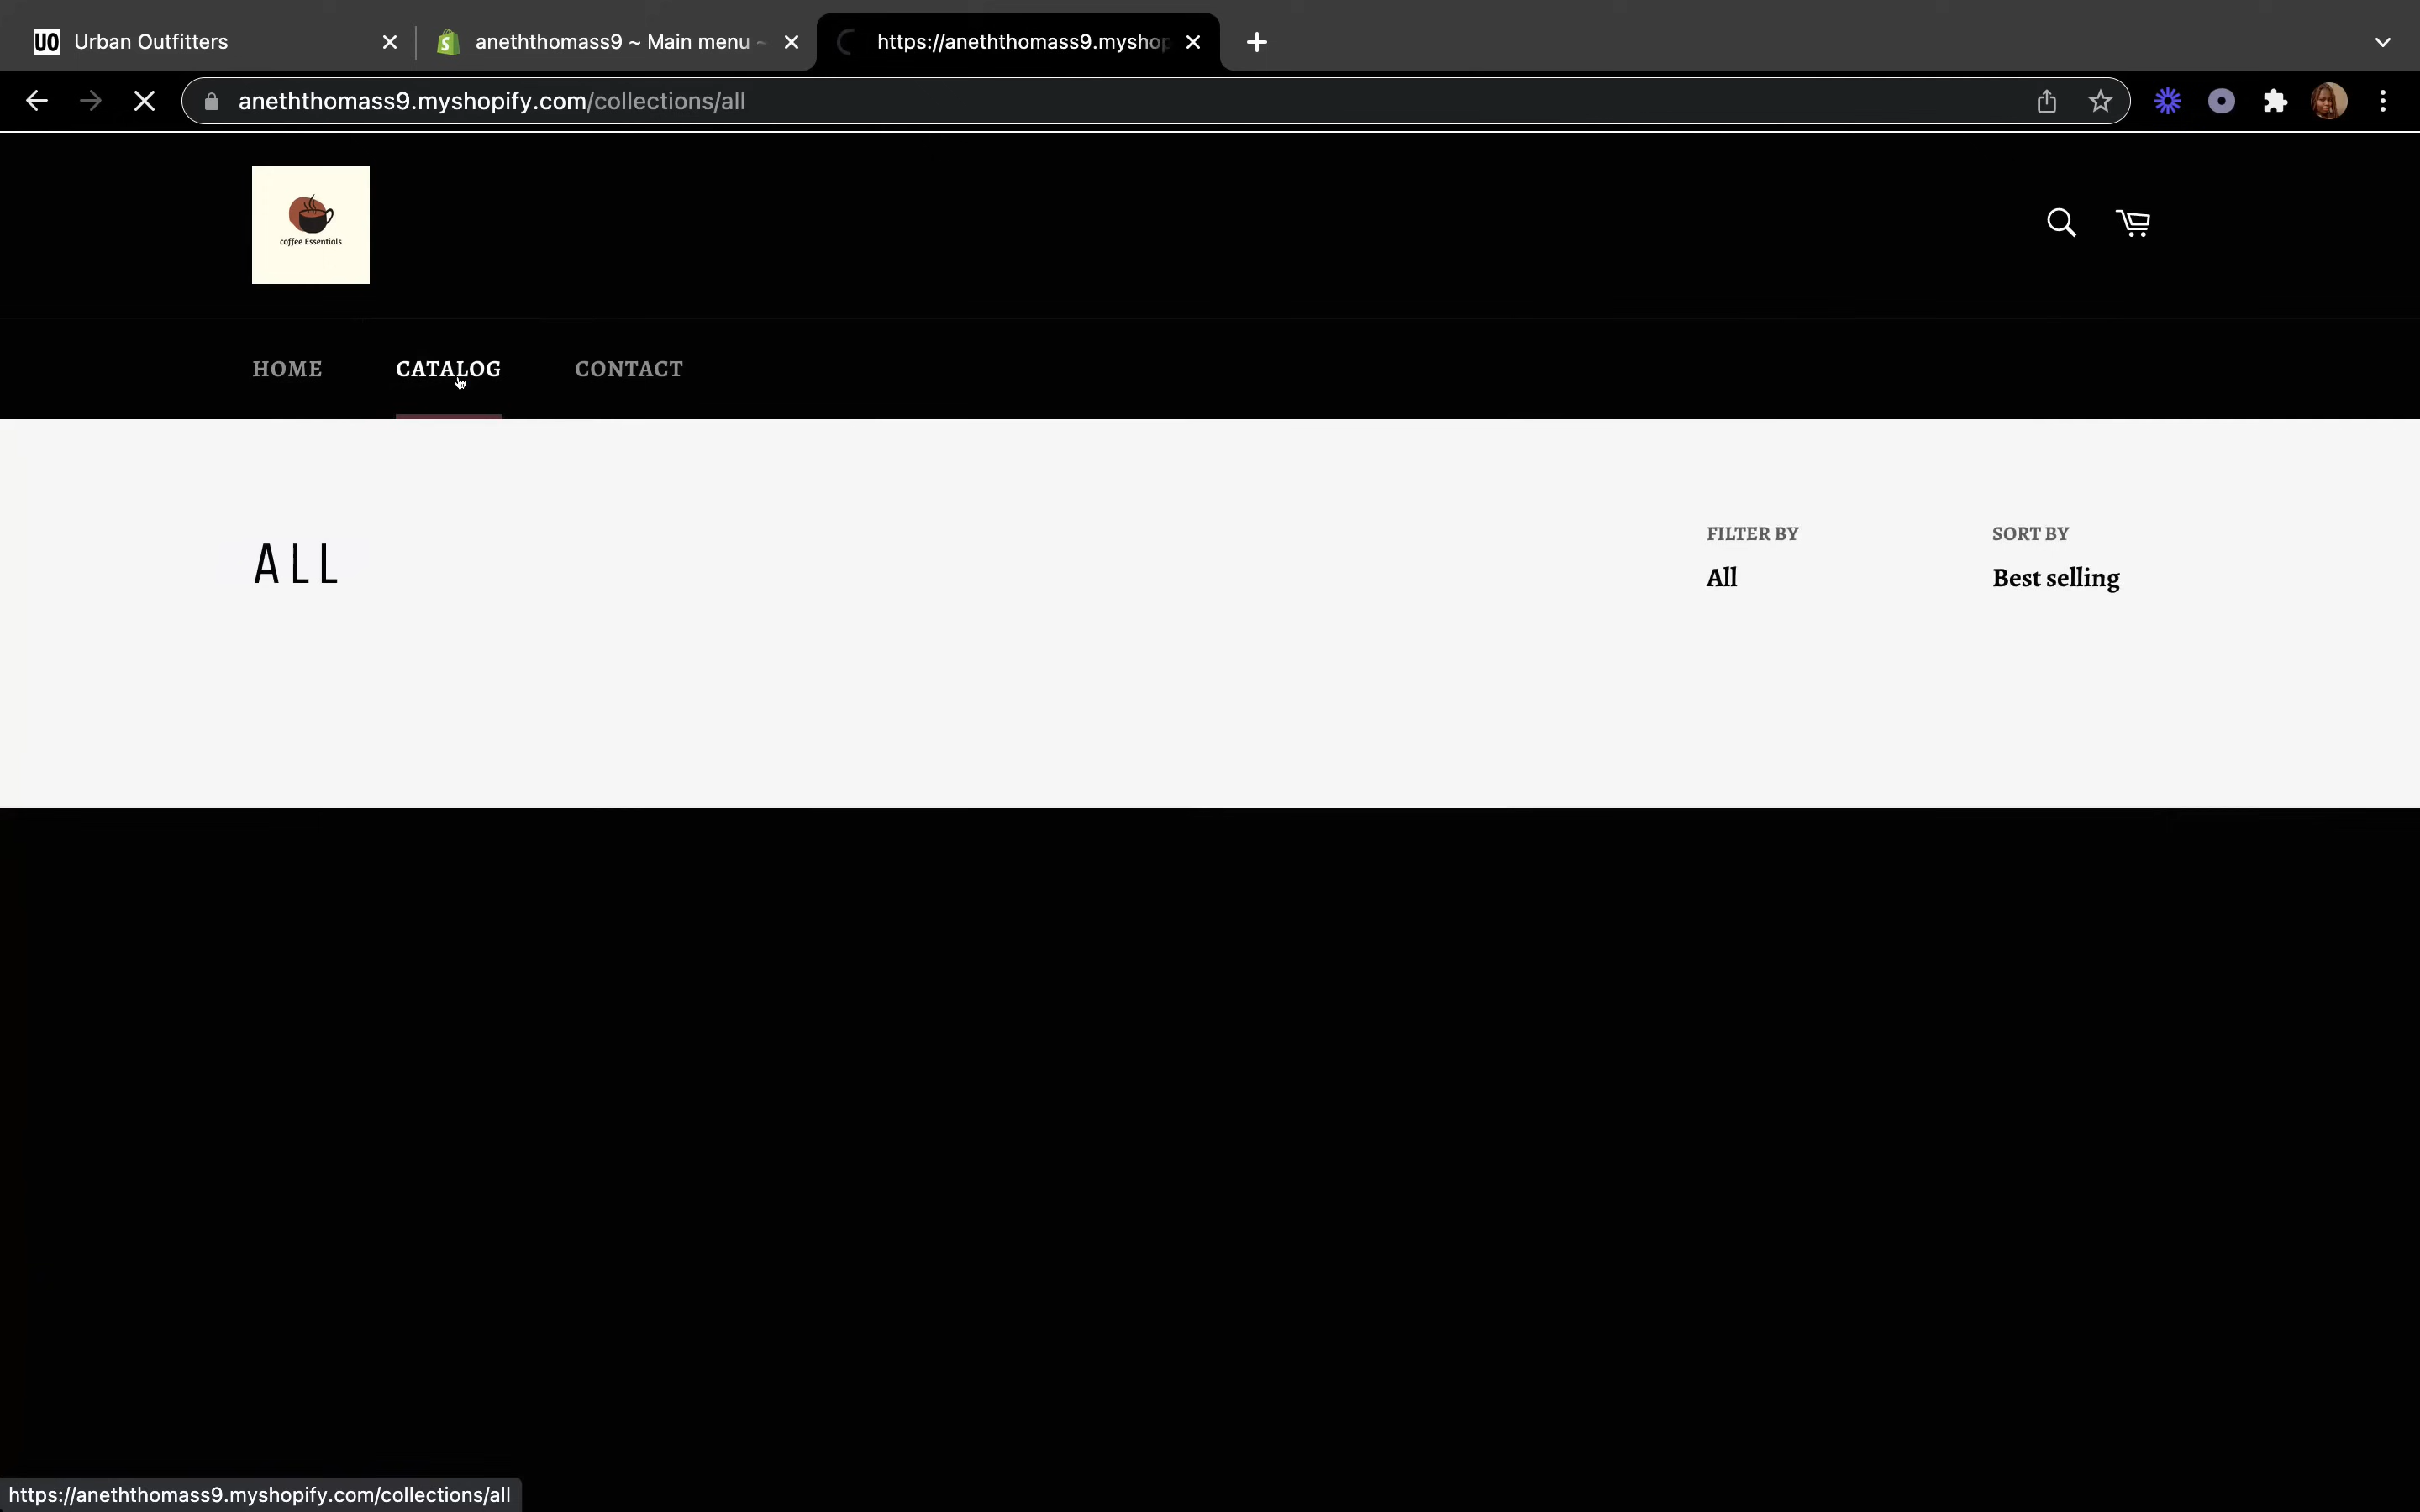 UO Urban Outfitters
aneththomass9 ~ Main menu ~
https://aneththomass9.myshop
aneththomass9.myshopify.com/collections/all
coffee Essentials
HOME CATALOG CONTACT
ALL
FILTER BY
All
SORT BY
Best selling
https://aneththomass9.myshopify.com/collections/all